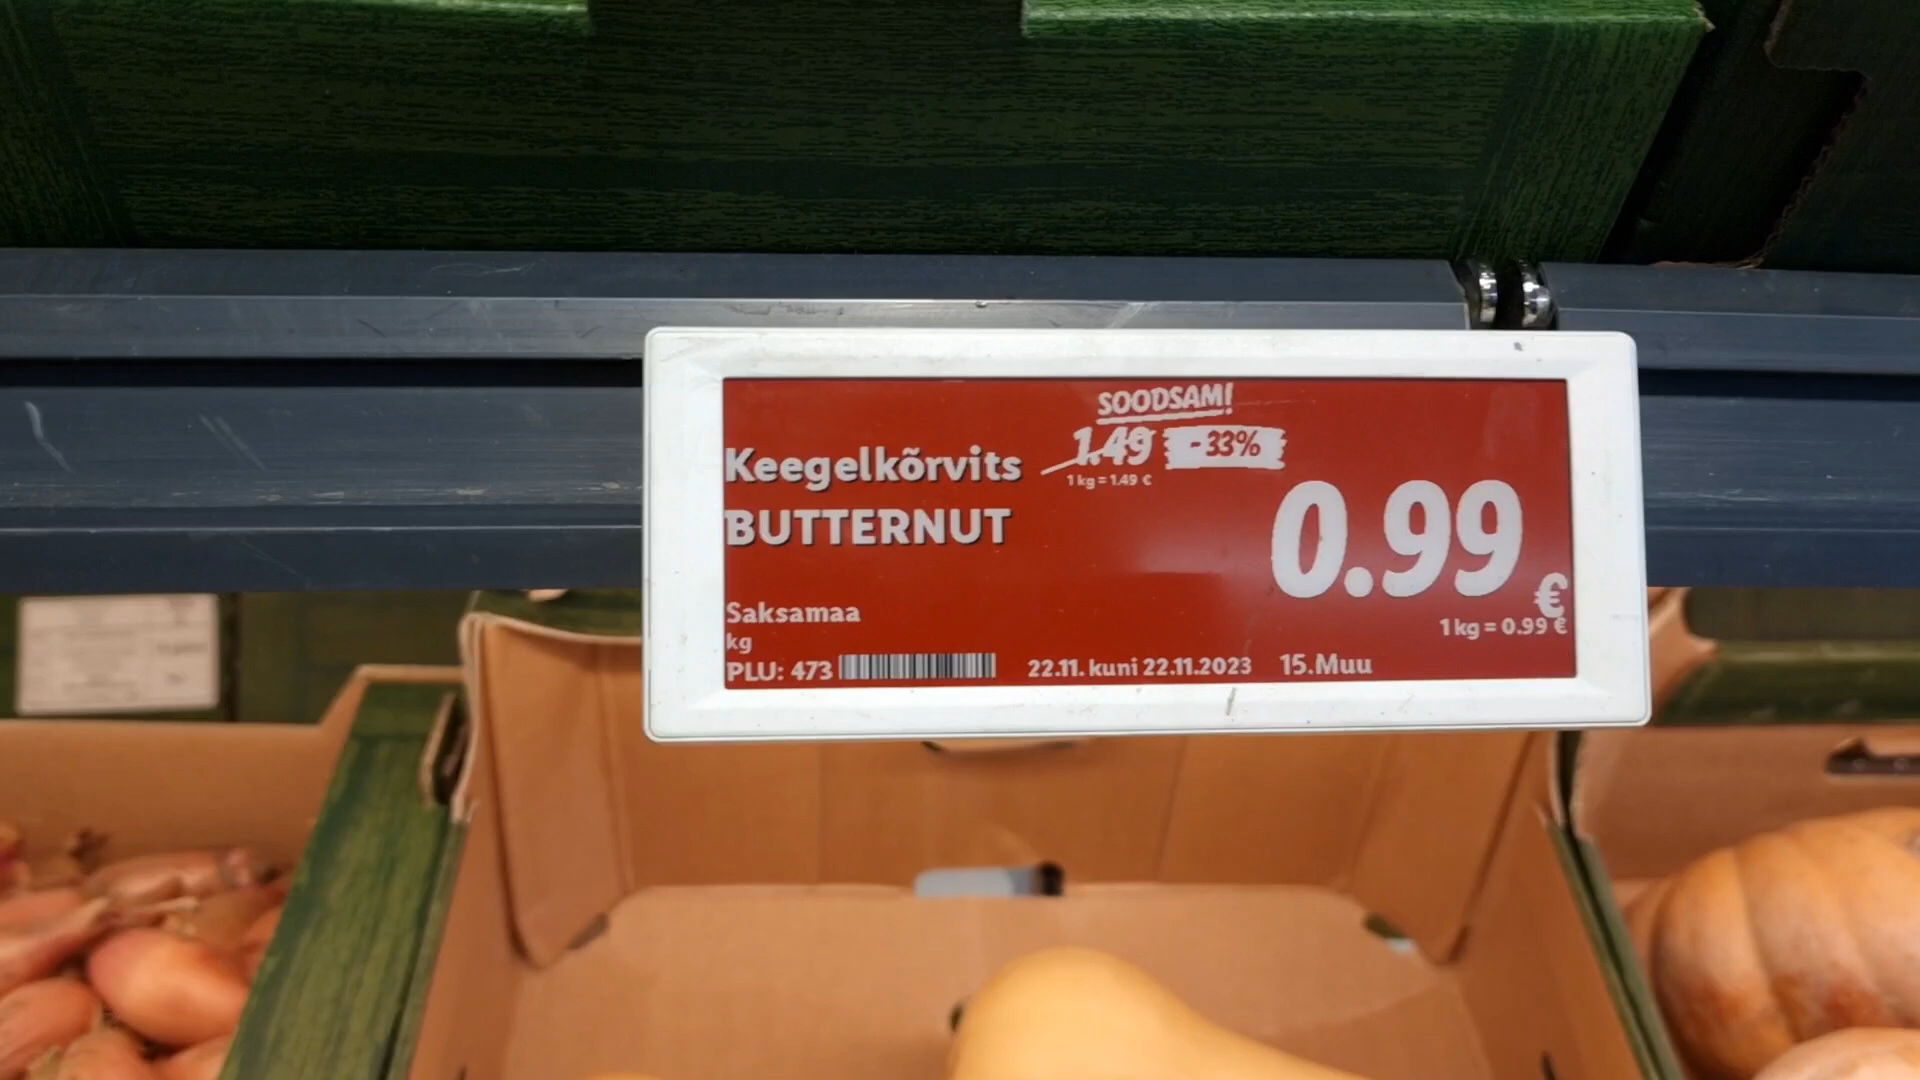 SOODSAM!
1.49 -33%
1 kg = 1.49 €
Keegelkõrvits
BUTTERNUT
0.99
€
1 kg = 0.99 €
Saksamaa
kg
PLU: 473 22.11. kuni 22.11.2023 15.Muu